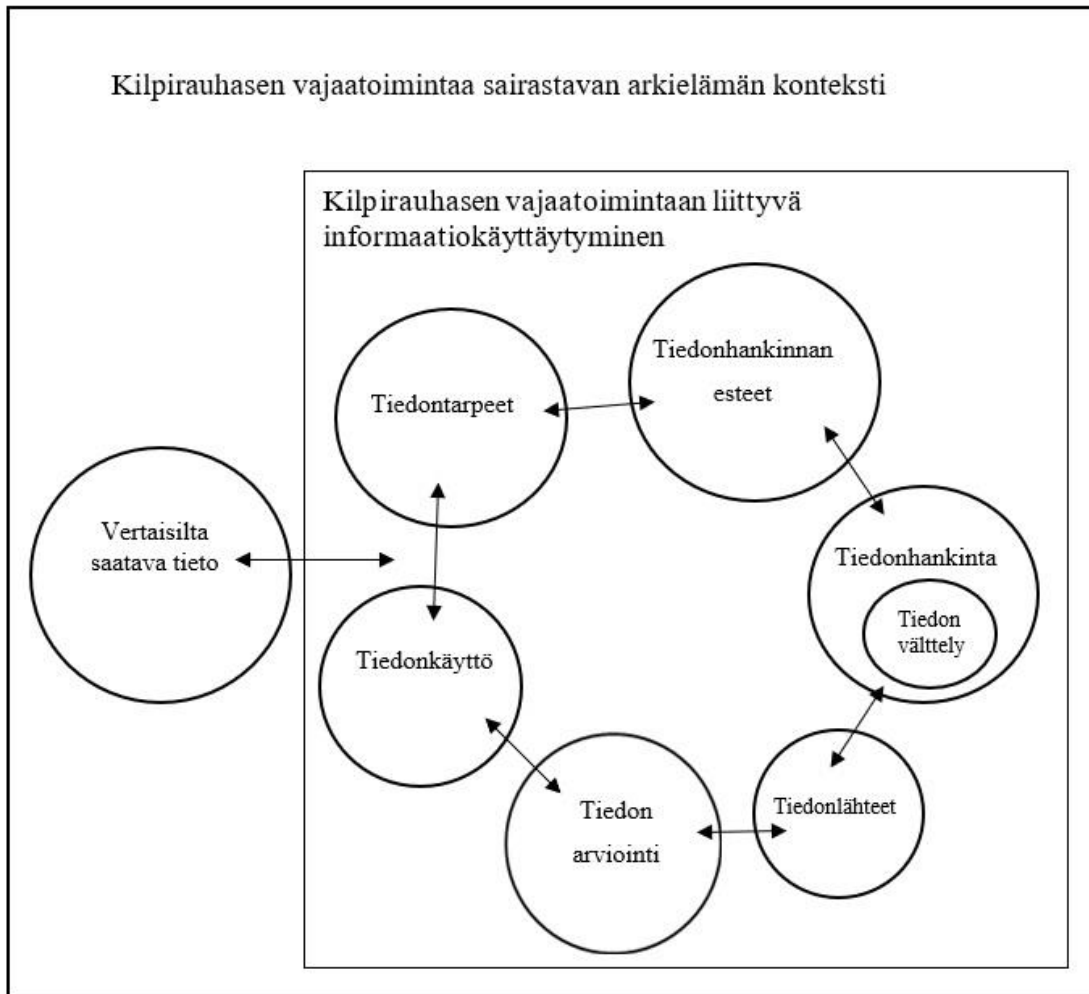 Kilpirauhasen vajaatoimintaa sairastavan arkielämän konteksti
Kilpirauhasen vajaatoimintaan liittyvä
informaatiokäyttäytyminen
Tiedontarpeet
Tiedonhankinnan
esteet
Vertaisilta
saatava tieto
Tiedonhankinta
Tiedon
välttely
Tiedonkäyttö
Tiedon
arviointi
Tiedonlähteet